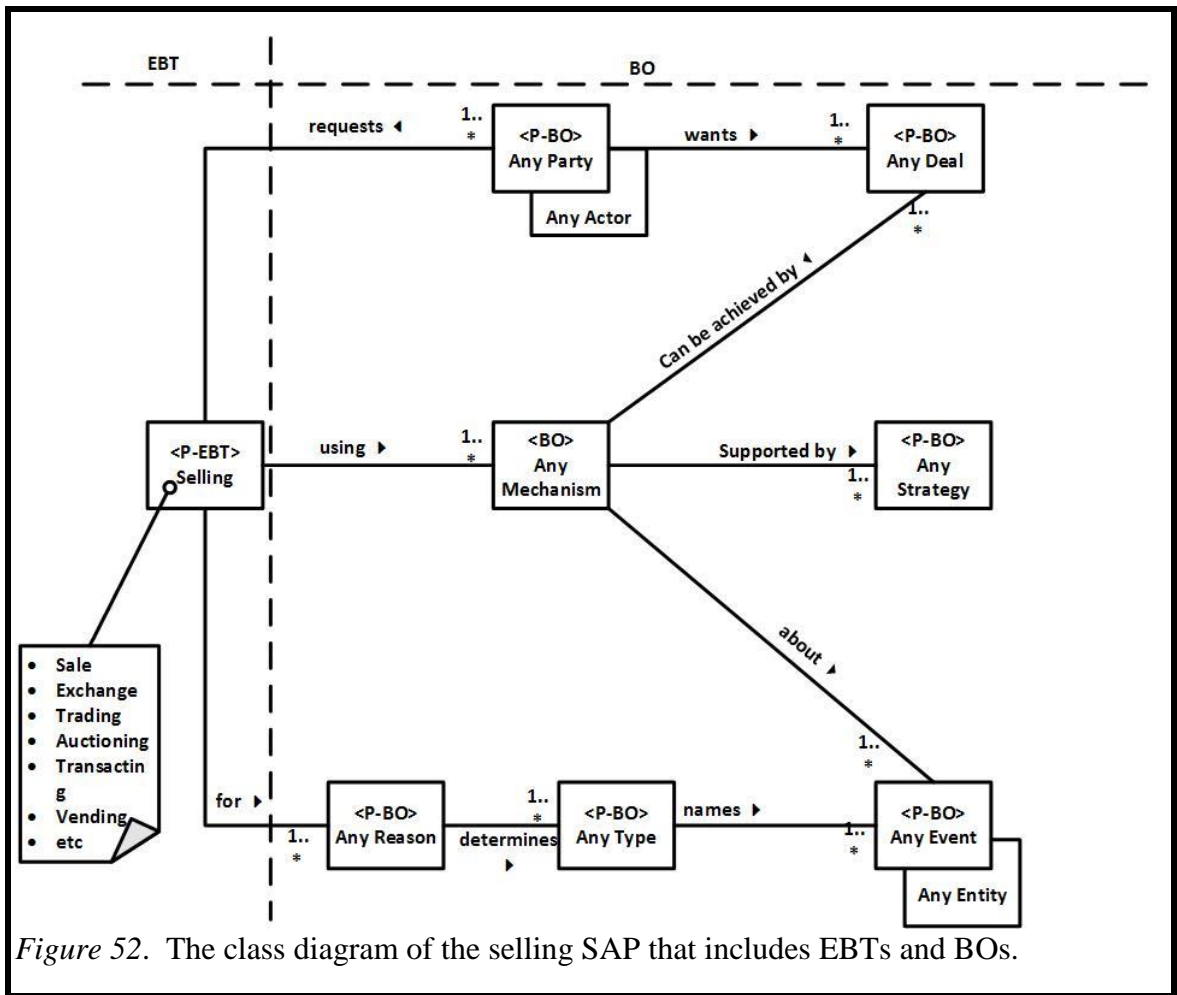 EBT
BO
requests ◄
1..
*
<P-BO>
Any Party
Any Actor
wants ►
1..
*
<P-BO>
Any Deal
1..
*
Can be achieved by ◄
<P-EBT>
Selling
using ►
1..
*
<BO>
Any
Mechanism
Supported by ►
1..
*
<P-BO>
Any
Strategy
about ►
1..
*
• Sale
• Exchange
• Trading
• Auctioning
• Transactin
g
• Vending
• etc
for ►
1..
*
<P-BO>
Any Reason
determines
►
1..
*
<P-BO>
Any Type
names ►
1..
*
<P-BO>
Any Event
Any Entity
Figure 52. The class diagram of the selling SAP that includes EBTs and BOs.